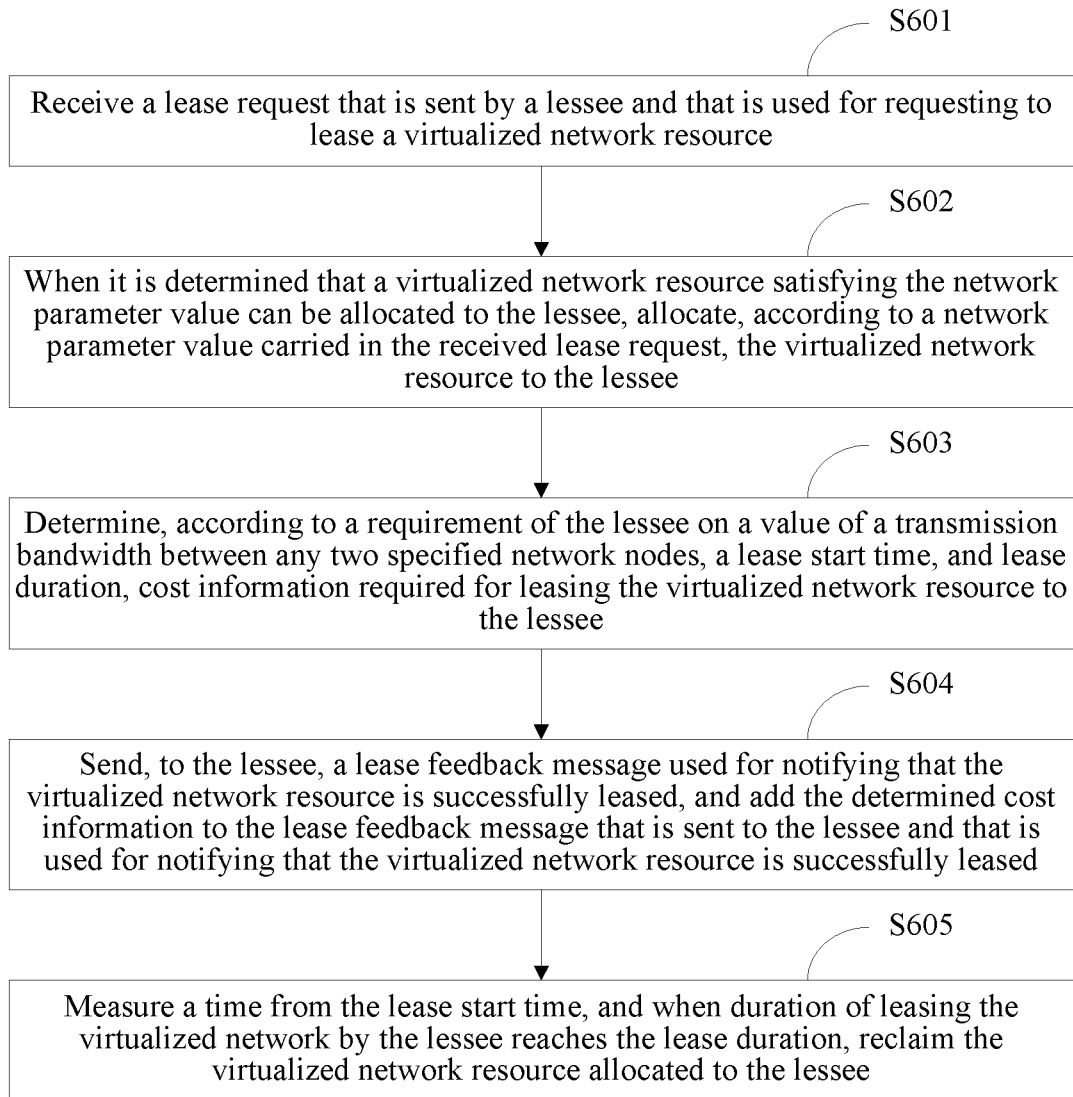 S601
Receive a lease request that is sent by a lessee and that is used for requesting to
lease a virtualized network resource
S602
When it is determined that a virtualized network resource satisfying the network
parameter value can be allocated to the lessee, allocate, according to a network
parameter value carried in the received lease request, the virtualized network
resource to the lessee
S603
Determine, according to a requirement of the lessee on a value of a transmission
bandwidth between any two specified network nodes, a lease start time, and lease
duration, cost information required for leasing the virtualized network resource to
the lessee
S604
Send, to the lessee, a lease feedback message used for notifying that the
virtualized network resource is successfully leased, and add the determined cost
information to the lease feedback message that is sent to the lessee and that is
used for notifying that the virtualized network resource is successfully leased
S605
Measure a time from the lease start time, and when duration of leasing the
virtualized network by the lessee reaches the lease duration, reclaim the
virtualized network resource allocated to the lessee